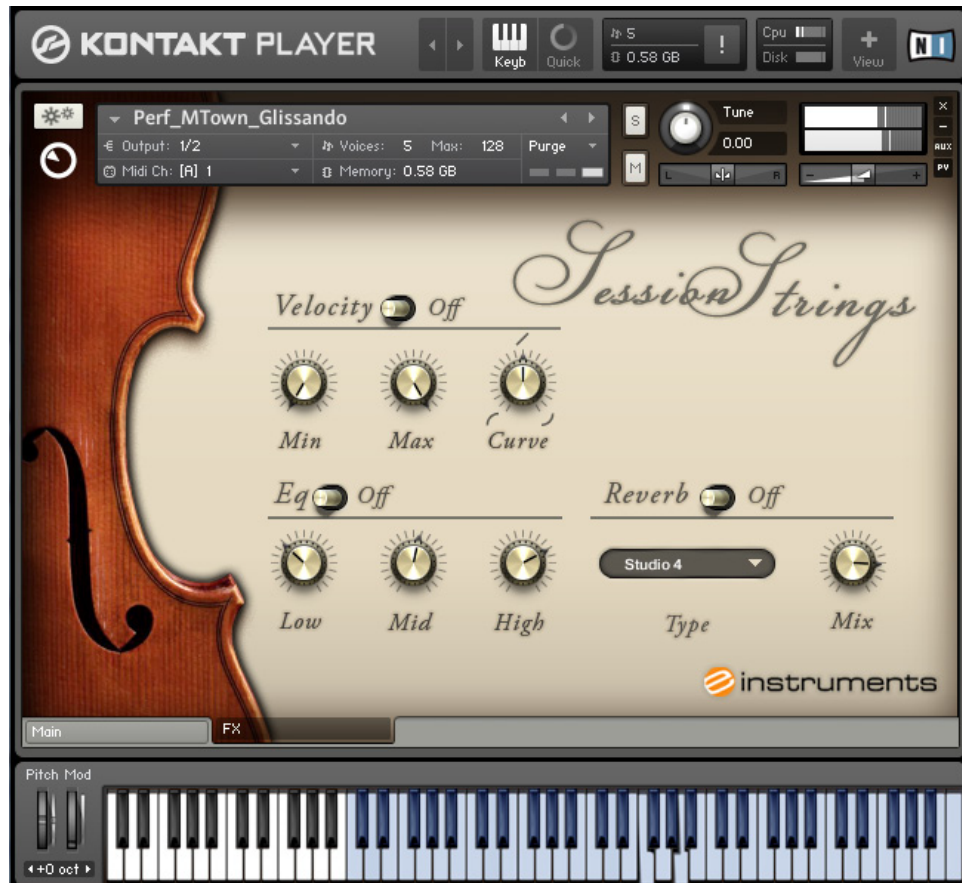 KONTAKT PLAYER
Keyb
Quick
5
0.58 GB
!
Cpu
Disk
View
NI
Perf_MTown_Glissando
Output: 1/2
Voices: 5 Max: 128
Purge
Midi Ch: [A] 1
Memory: 0.58 GB
S
M
Tune
0.00
L
R
-
+
×
-
AUX
PV
Session Strings
Velocity Off
Min
Max
Curve
Eq Off
Reverb Off
Studio 4
Low
Mid
High
Type
Mix
e instruments
Main
FX
Pitch Mod
+0 oct